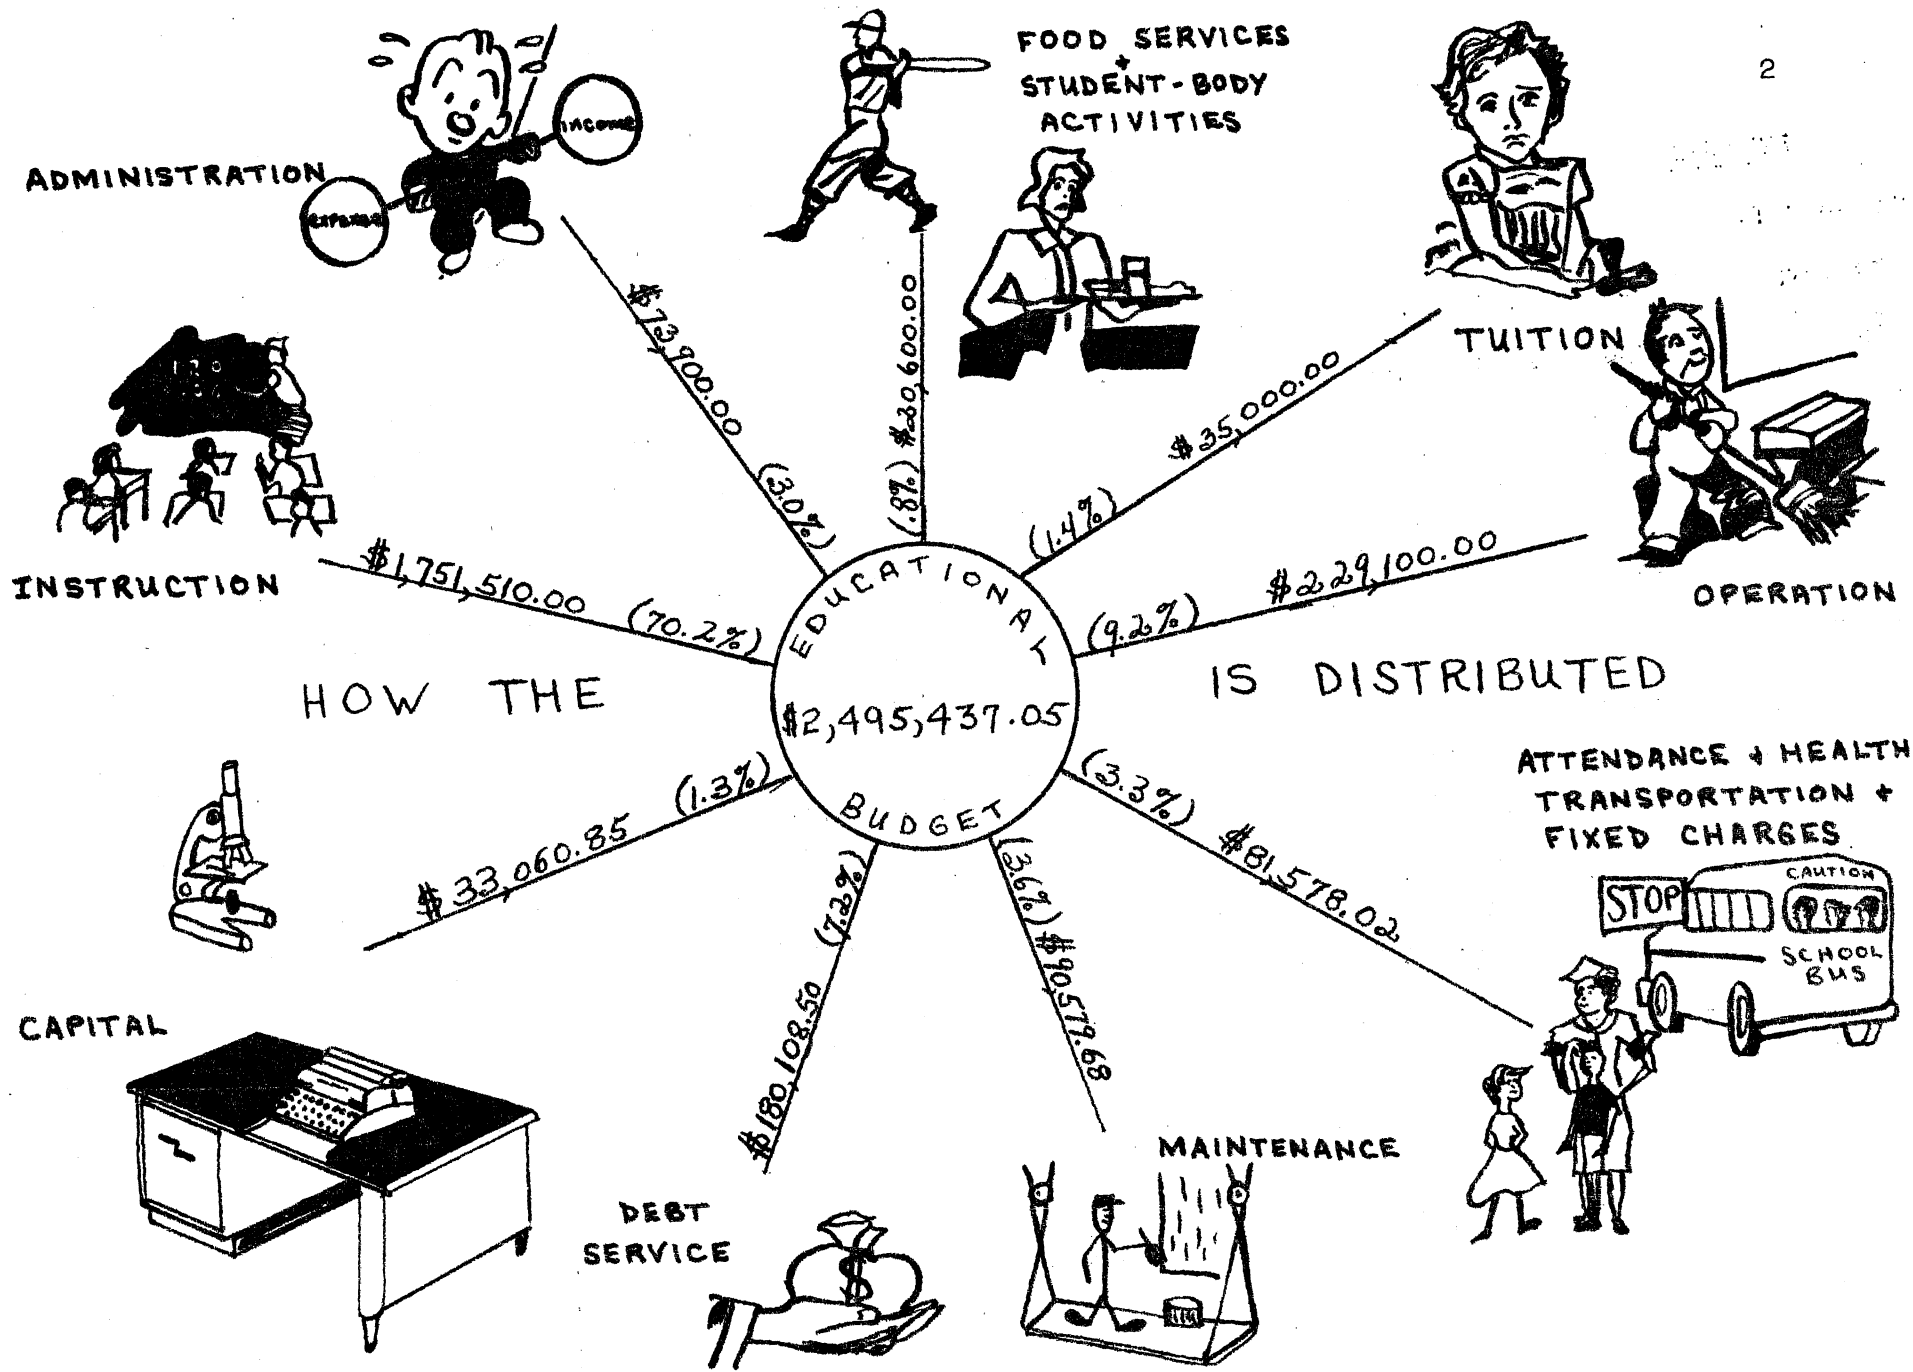 2
FOOD SERVICES
+
STUDENT-BODY
ACTIVITIES
income
ADMINISTRATION
expense
TUITION
INSTRUCTION
OPERATION
$73,900.00 (3.0%)
(.8%) $20,600.00
(1.4%) $35,000.00
$1,751,510.00 (70.2%)
(9.2%) $229,100.00
HOW THE
EDUCATIONAL
$2,495,437.05
BUDGET
IS DISTRIBUTED
$33,060.85 (1.3%)
$180,108.50 (7.2%)
(3.6%) $90,579.68
(3.3%) $81,578.02
ATTENDANCE + HEALTH
TRANSPORTATION +
FIXED CHARGES
CAUTION
STOP
SCHOOL
BUS
CAPITAL
MAINTENANCE
DEBT
SERVICE
$